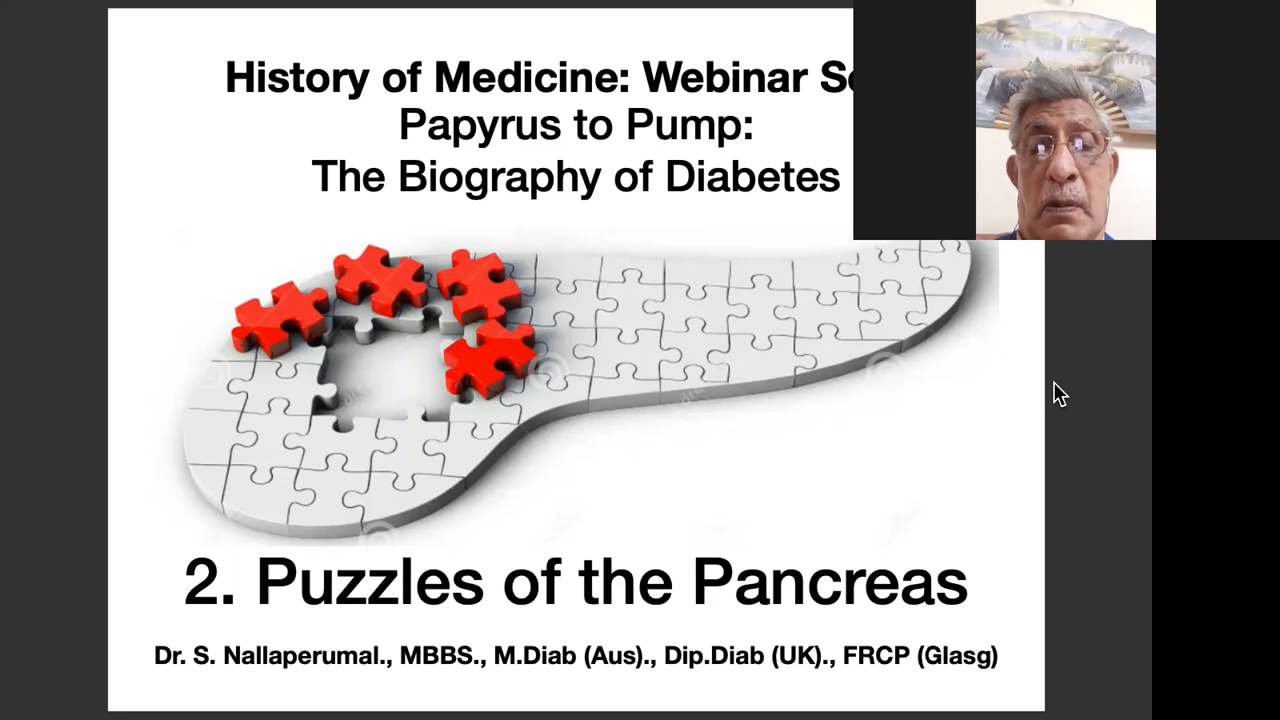 History of Medicine: Webinar
Papyrus to Pump:
The Biography of Diabetes
2. Puzzles of the Pancreas
Dr. S. Nallaperumal., MBBS., M.Diab (Aus)., Dip.Diab (UK)., FRCP (Glasg)